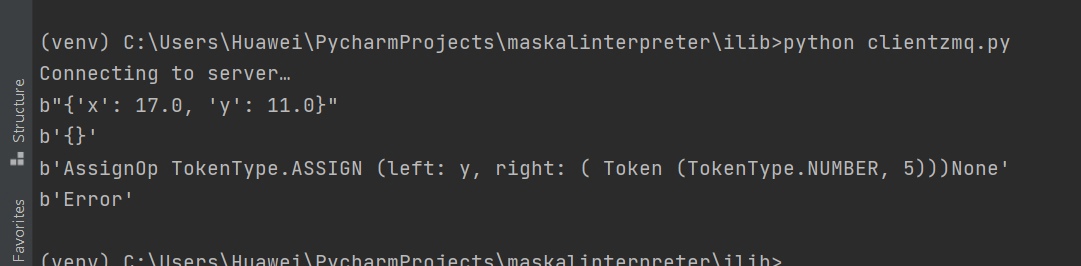 (venv) C:\Users\Huawei\PycharmProjects\maskalinterpreter\ilib>python clientzmq.py
Connecting to server…
b"{'x': 17.0, 'y': 11.0}"
b'{}'
b'AssignOp TokenType.ASSIGN (left: y, right: ( Token (TokenType.NUMBER, 5)))None'
b'Error'
(venv) C:\Users\Huawei\PycharmProjects\maskalinterpreter\ilib>
Structure
Favorites